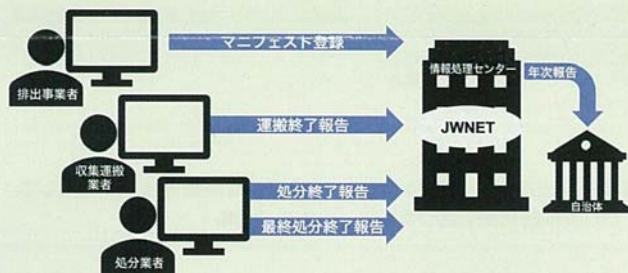 マニフェスト登録
排出事業者
情報処理センター
年次報告
JWNET
運搬終了報告
収集運搬
業者
自治体
処分終了報告
最終処分終了報告
処分業者